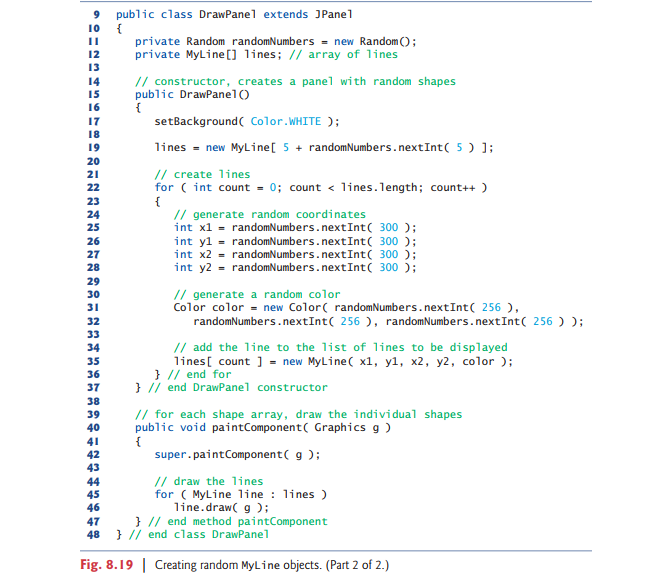 9 public class DrawPanel extends JPanel
10 {
11 private Random randomNumbers = new Random();
12 private MyLine[] lines; // array of lines
13
14 // constructor, creates a panel with random shapes
15 public DrawPanel()
16 {
17 setBackground( Color.WHITE );
18
19 lines = new MyLine[ 5 + randomNumbers.nextInt( 5 ) ];
20
21 // create lines
22 for ( int count = 0; count < lines.length; count++ )
23 {
24 // generate random coordinates
25 int x1 = randomNumbers.nextInt( 300 );
26 int y1 = randomNumbers.nextInt( 300 );
27 int x2 = randomNumbers.nextInt( 300 );
28 int y2 = randomNumbers.nextInt( 300 );
29
30 // generate a random color
31 Color color = new Color( randomNumbers.nextInt( 256 ),
32 randomNumbers.nextInt( 256 ), randomNumbers.nextInt( 256 ) );
33
34 // add the line to the list of lines to be displayed
35 lines[ count ] = new MyLine( x1, y1, x2, y2, color );
36 } // end for
37 } // end DrawPanel constructor
38
39 // for each shape array, draw the individual shapes
40 public void paintComponent( Graphics g )
41 {
42 super.paintComponent( g );
43
44 // draw the lines
45 for ( MyLine line : lines )
46 line.draw( g );
47 } // end method paintComponent
48 } // end class DrawPanel
Fig. 8.19 | Creating random MyLine objects. (Part 2 of 2.)